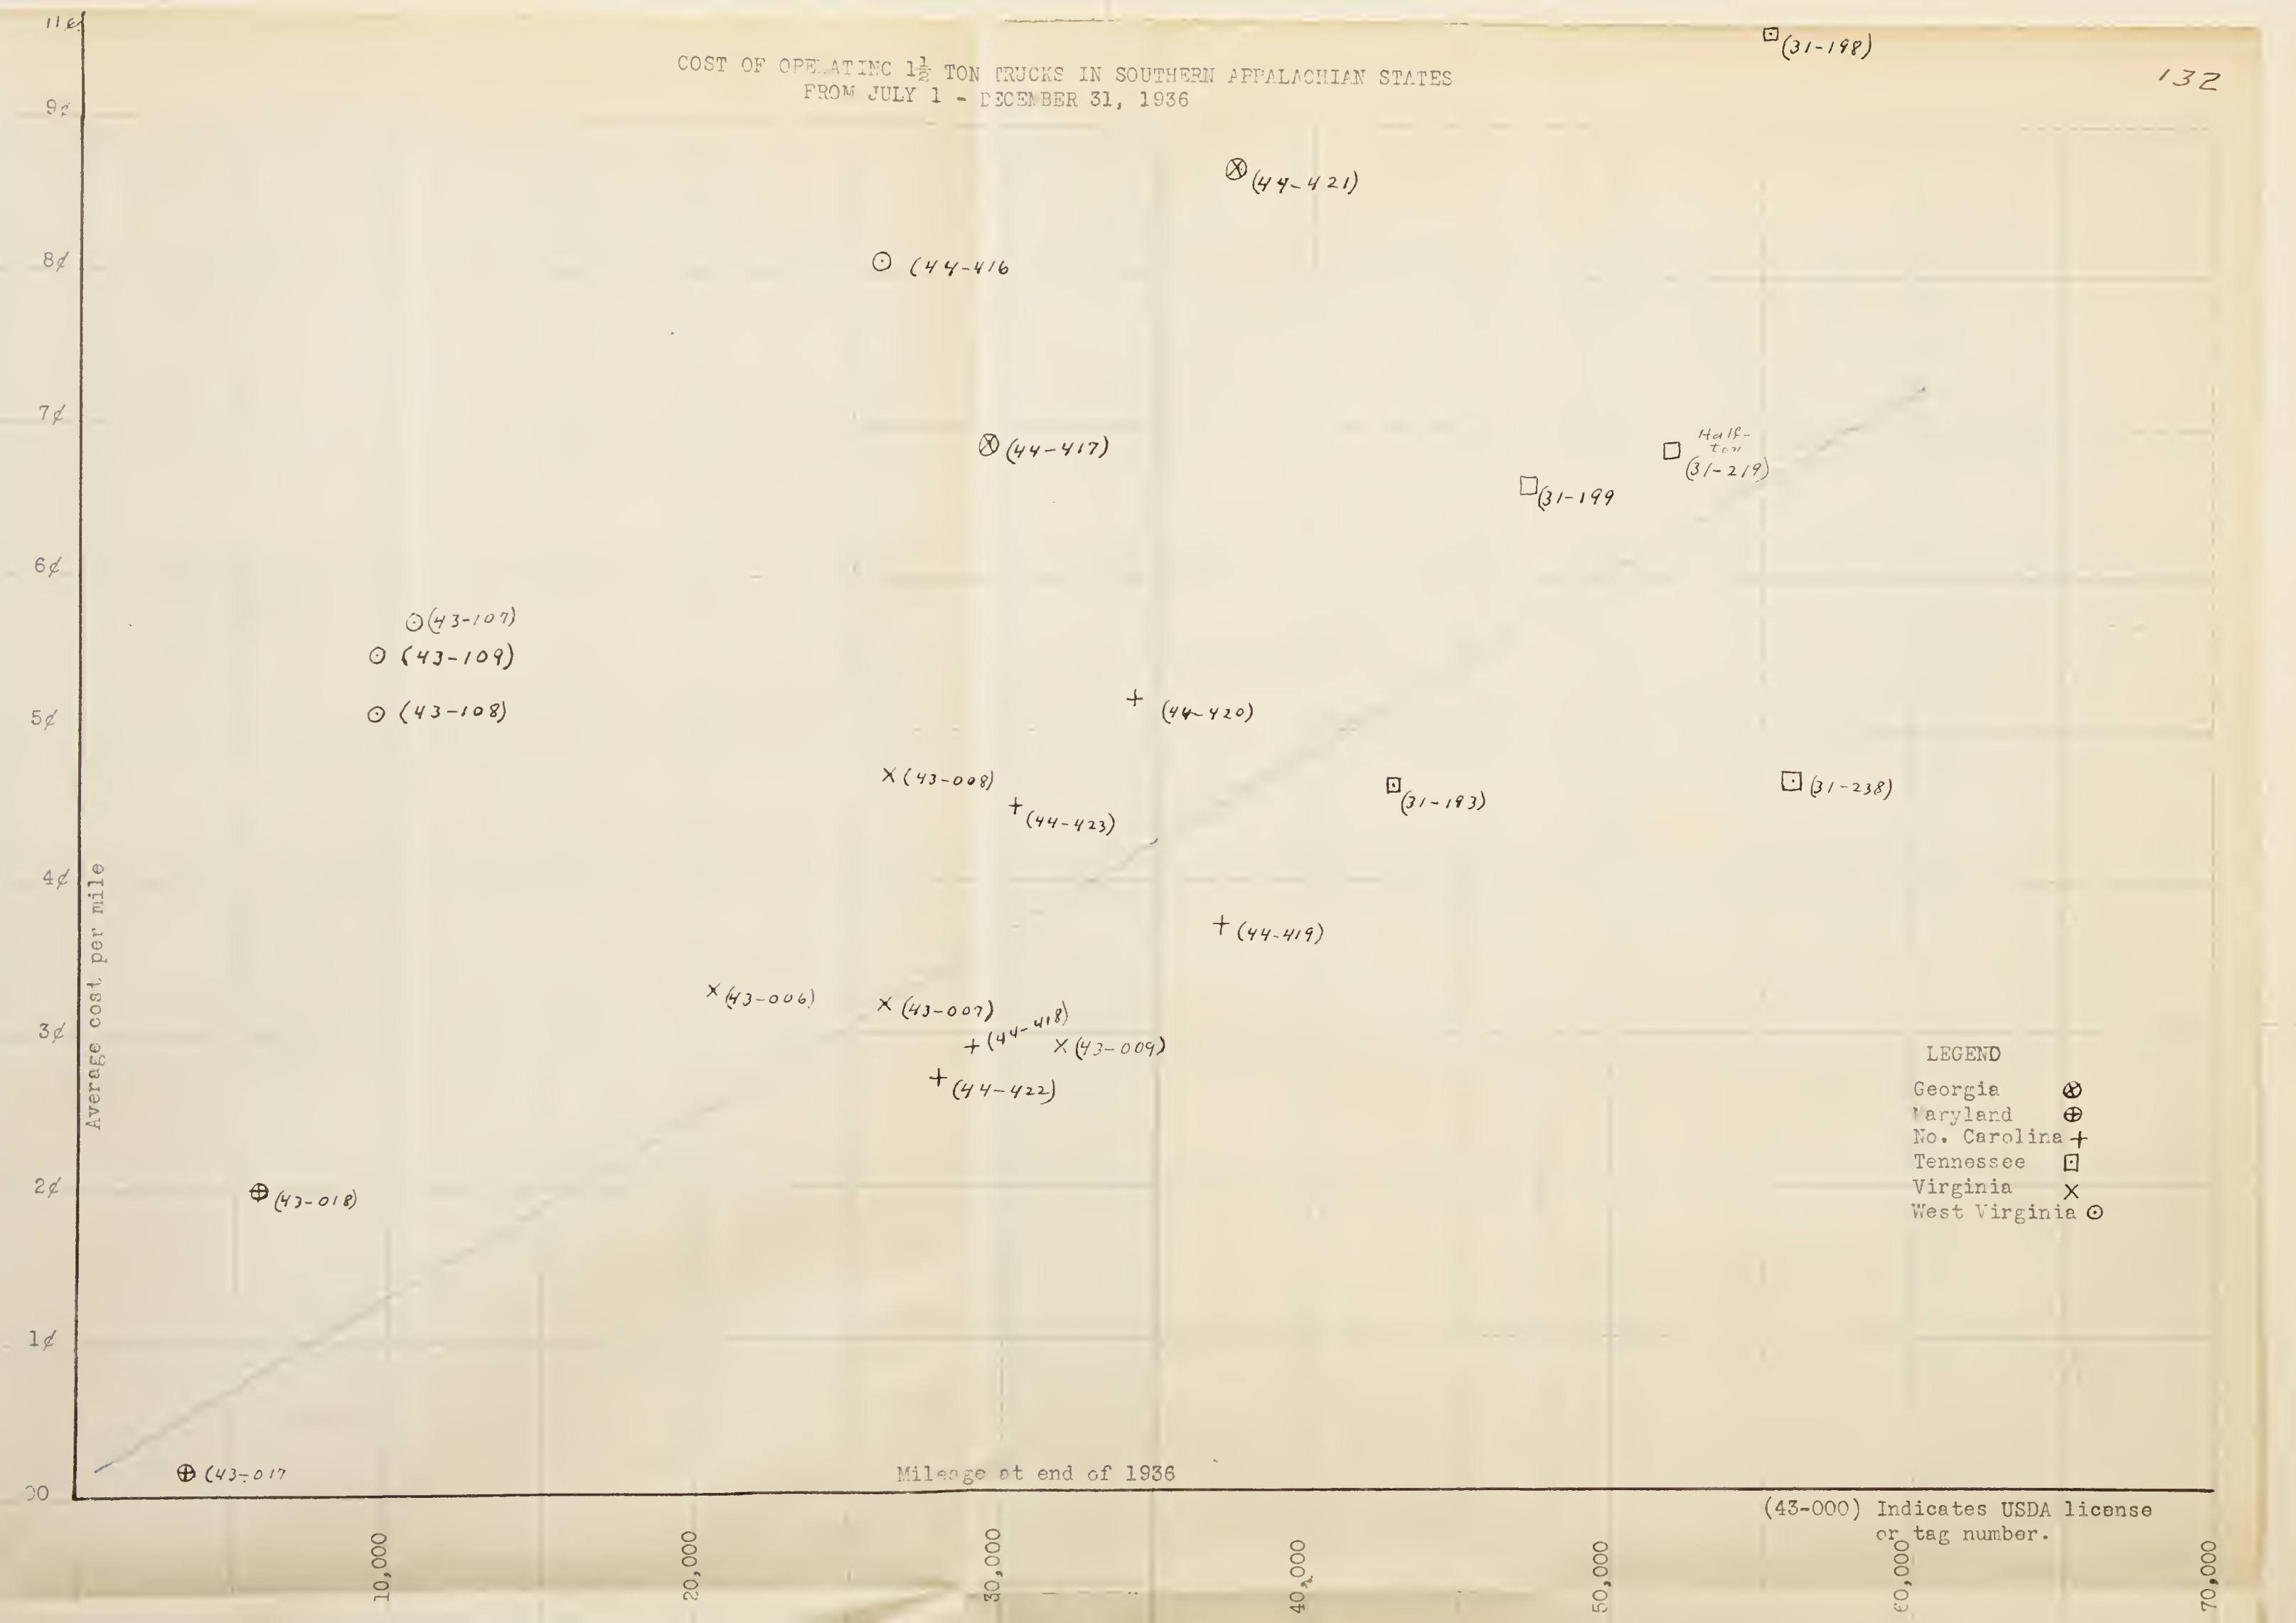 11¢
(31-198)
COST OF OPERATING 1½ TON TRUCKS IN SOUTHERN APPALACHIAN STATES
FROM JULY 1 - DECEMBER 31, 1936
132
9¢
(44-421)
8¢
(44-416
7¢
(44-417)
Half-
ton
(31-219)
(31-199
6¢
(43-107)
(43-109)
5¢
(43-108)
(44-420)
(43-008)
(44-423)
(31-193)
(31-238)
4¢
Average cost per mile
(44-419)
(43-006)
(43-007)
3¢
(44-418)
(43-009)
(44-422)
LEGEND
Georgia
Maryland
No. Carolina
Tennessee
Virginia
West Virginia
2¢
(43-018)
1¢
(43-017
Mileage at end of 1936
00
(43-000) Indicates USDA license
or tag number.
10,000
20,000
30,000
40,000
50,000
60,000
70,000